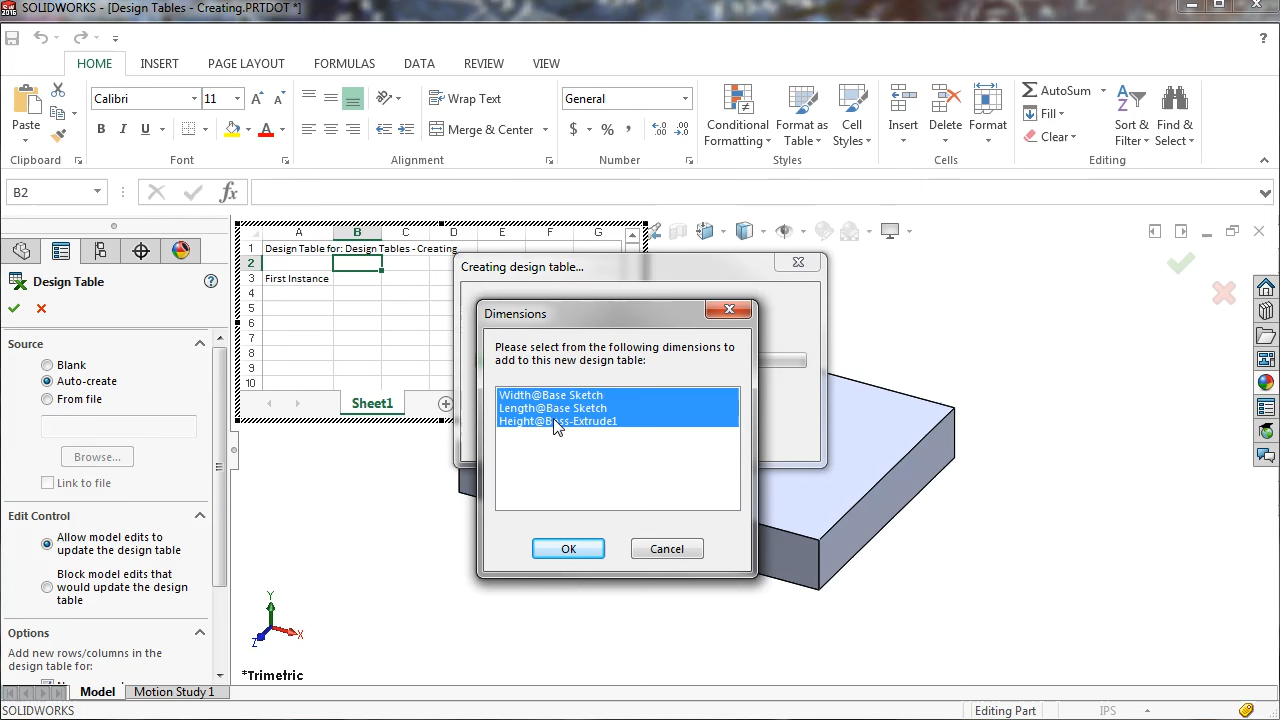 SOLIDWORKS - [Design Tables - Creating.PRTDOT *]
HOME INSERT PAGE LAYOUT FORMULAS DATA REVIEW VIEW
Paste
Calibri 11
B I U
Wrap Text
Merge & Center
General
$ % ,
Conditional Formatting
Format as Table
Cell Styles
Insert Delete Format
AutoSum
Fill
Clear
Sort & Filter
Find & Select
Clipboard Font Alignment Number Styles Cells Editing
B2 fx
A B C D E F G
1 Design Table for: Design Tables - Creating
2
3 First Instance
4
5
6
7
8
9
10
Sheet1
Design Table
Source
Blank
Auto-create
From file
Browse...
Link to file
Edit Control
Allow model edits to
update the design table
Block model edits that
would update the design
table
Options
Add new rows/columns in the
design table for:
Creating design table...
Dimensions
Please select from the following dimensions to
add to this new design table:
Width@Base Sketch
Length@Base Sketch
Height@Boss-Extrude1
OK Cancel
Y
X
Z
*Trimetric
Model Motion Study 1
SOLIDWORKS Editing Part IPS